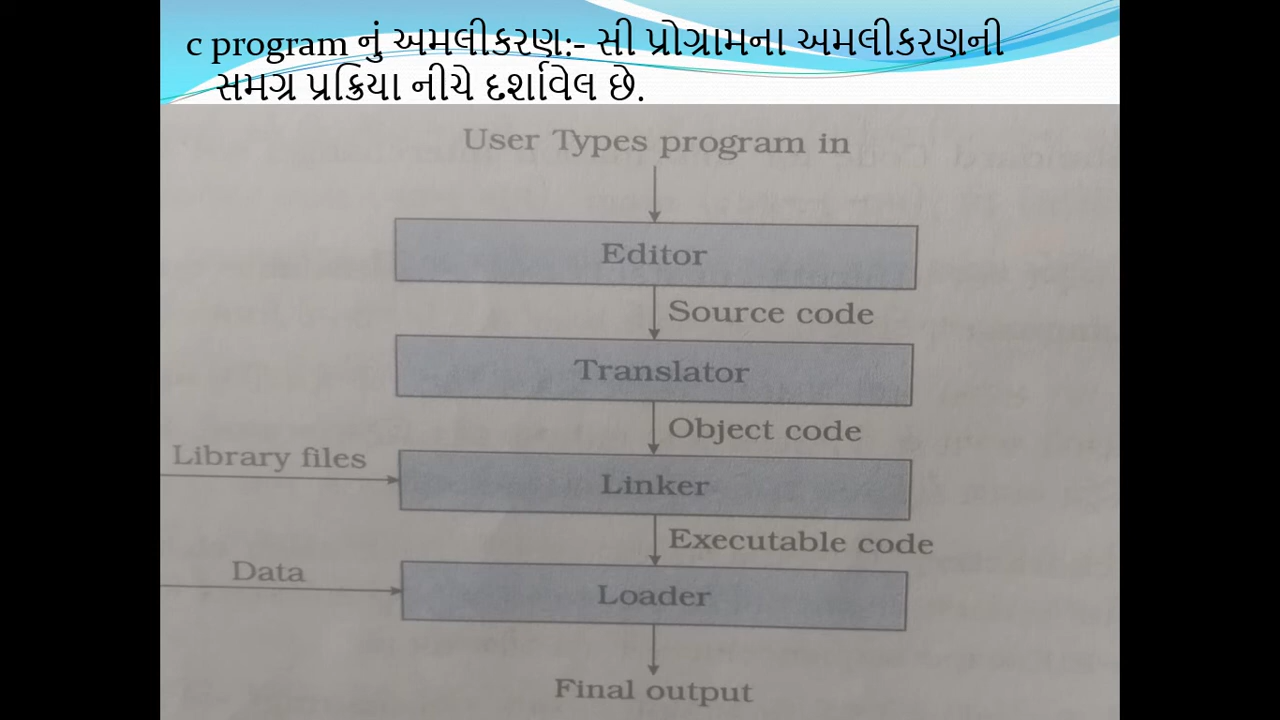 c program નું અમલીકરણ:- સી પ્રોગ્રામના અમલીકરણની
સમગ્ર પ્રક્રિયા નીચે દર્શાવેલ છે.
User Types program in
Editor
Source code
Translator
Object code
Library files
Linker
Executable code
Data
Loader
Final output